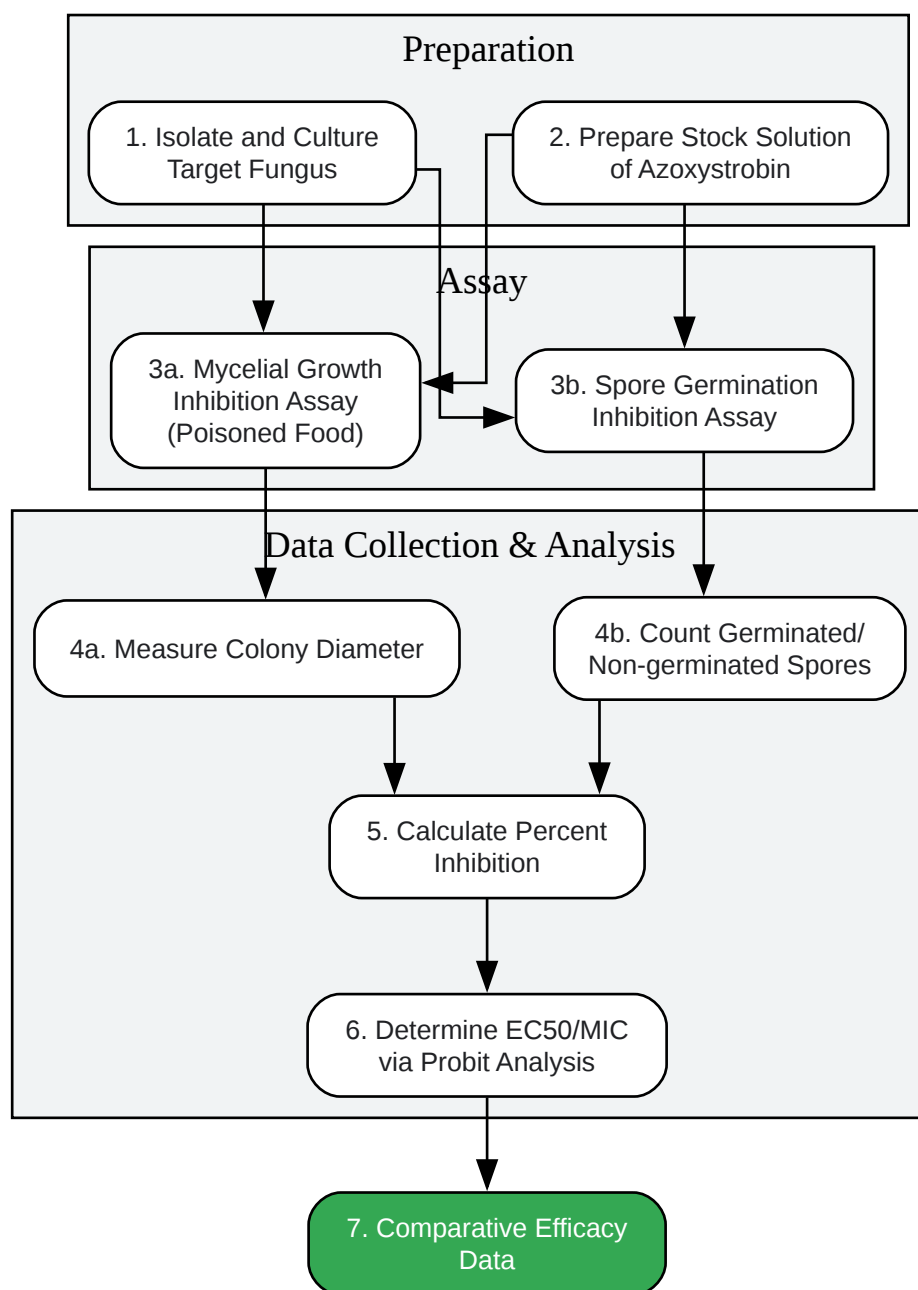 Preparation
1. Isolate and Culture
Target Fungus
2. Prepare Stock Solution
of Azoxystrobin
Assay
3a. Mycelial Growth
Inhibition Assay
(Poisoned Food)
3b. Spore Germination
Inhibition Assay
Data Collection & Analysis
4a. Measure Colony Diameter
4b. Count Germinated/
Non-germinated Spores
5. Calculate Percent
Inhibition
6. Determine EC50/MIC
via Probit Analysis
7. Comparative Efficacy
Data